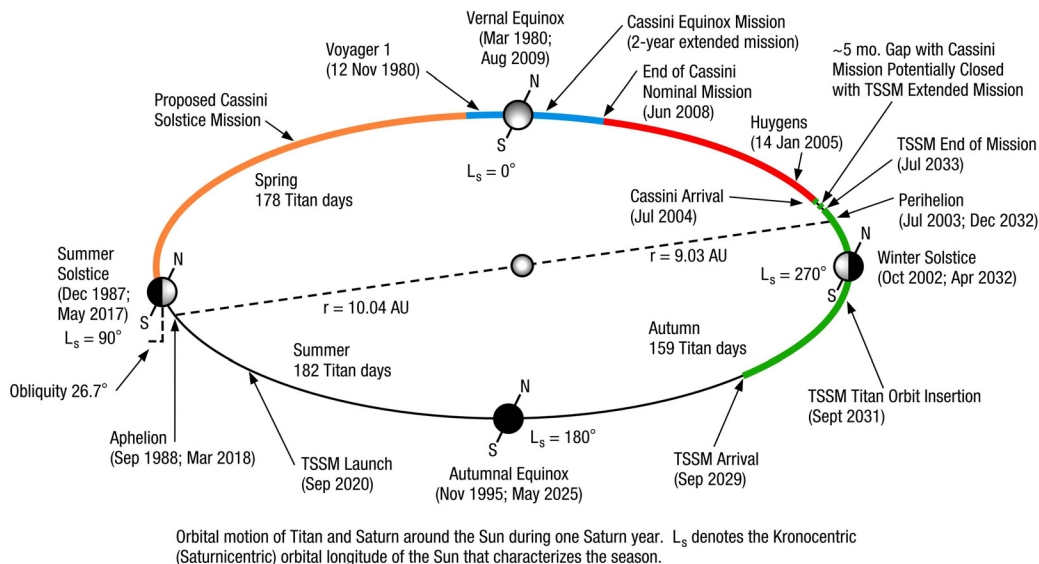 Vernal Equinox
(Mar 1980;
Aug 2009)
Cassini Equinox Mission
(2-year extended mission)
~5 mo. Gap with Cassini
Mission Potentially Closed
with TSSM Extended Mission
Voyager 1
(12 Nov 1980)
End of Cassini
Nominal Mission
(Jun 2008)
Proposed Cassini
Solstice Mission
N
S
Huygens
(14 Jan 2005)
TSSM End of Mission
(Jul 2033)
Ls = 0°
Spring
178 Titan days
Cassini Arrival
(Jul 2004)
Perihelion
(Jul 2003; Dec 2032)
Summer
Solstice
(Dec 1987;
May 2017)
N
S
Ls = 90°
r = 9.03 AU
Ls = 270°
N
S
Winter Solstice
(Oct 2002; Apr 2032)
r = 10.04 AU
Obliquity 26.7°
Summer
182 Titan days
Autumn
159 Titan days
N
S
Ls = 180°
TSSM Titan Orbit Insertion
(Sept 2031)
Aphelion
(Sep 1988; Mar 2018)
TSSM Launch
(Sep 2020)
Autumnal Equinox
(Nov 1995; May 2025)
TSSM Arrival
(Sep 2029)
Orbital motion of Titan and Saturn around the Sun during one Saturn year.  Ls denotes the Kronocentric
(Saturnicentric) orbital longitude of the Sun that characterizes the season.